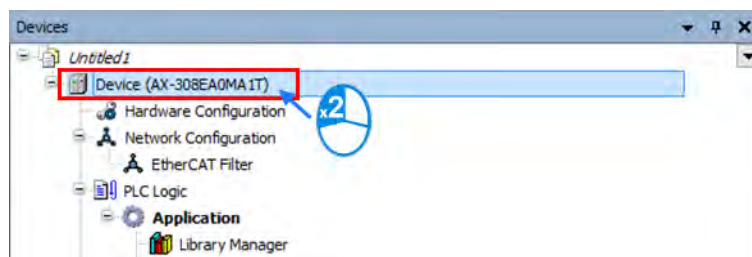 Devices
Untitled1
Device (AX-308EA0MA1T)
x2
Hardware Configuration
Network Configuration
EtherCAT Filter
PLC Logic
Application
Library Manager